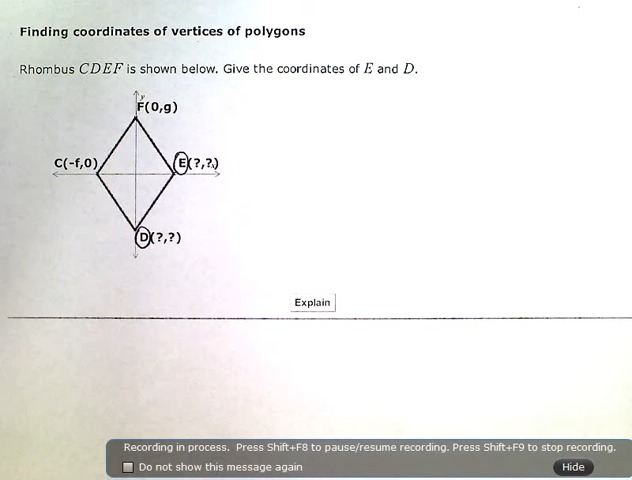 Finding coordinates of vertices of polygons
Rhombus CDEF is shown below. Give the coordinates of E and D.
y
F(0,g)
C(-f,0)
E(?,?)
D(?,?)
Explain
Recording in process. Press Shift+F8 to pause/resume recording. Press Shift+F9 to stop recording.
Do not show this message again
Hide